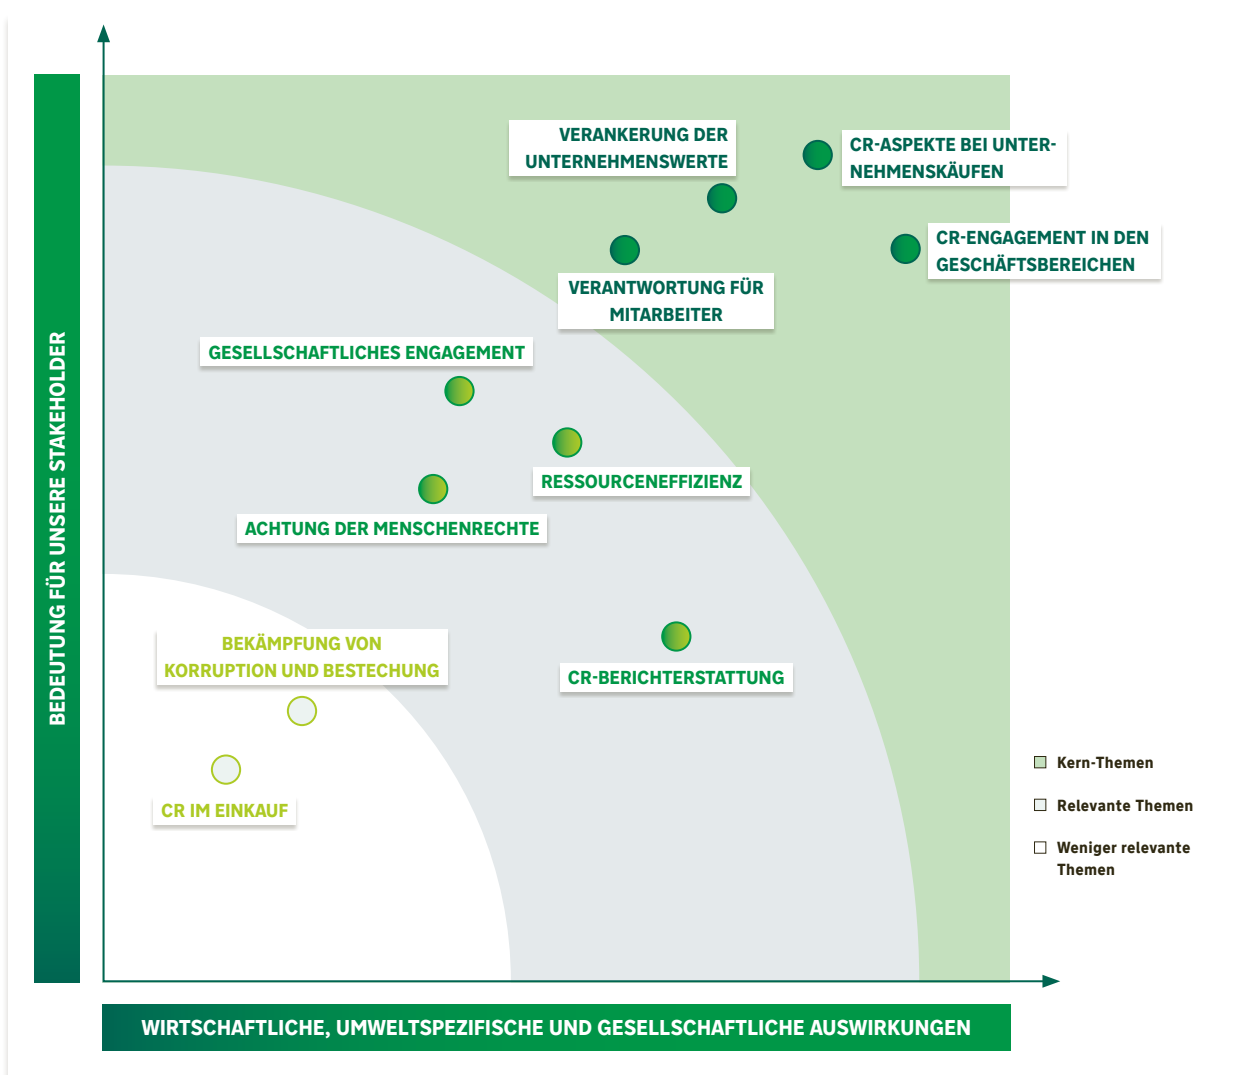 BEDEUTUNG FÜR UNSERE STAKEHOLDER
VERANKERUNG DER
UNTERNEHMENSWERTE
CR-ASPEKTE BEI UNTER-
NEHMENSKÄUFEN
CR-ENGAGEMENT IN DEN
GESCHÄFTSBEREICHEN
VERANTWORTUNG FÜR
MITARBEITER
GESELLSCHAFTLICHES ENGAGEMENT
RESSOURCENEFFIZIENZ
ACHTUNG DER MENSCHENRECHTE
BEKÄMPFUNG VON
KORRUPTION UND BESTECHUNG
CR-BERICHTERSTATTUNG
CR IM EINKAUF
Kern-Themen
Relevante Themen
Weniger relevante
Themen
WIRTSCHAFTLICHE, UMWELTSPEZIFISCHE UND GESELLSCHAFTLICHE AUSWIRKUNGEN